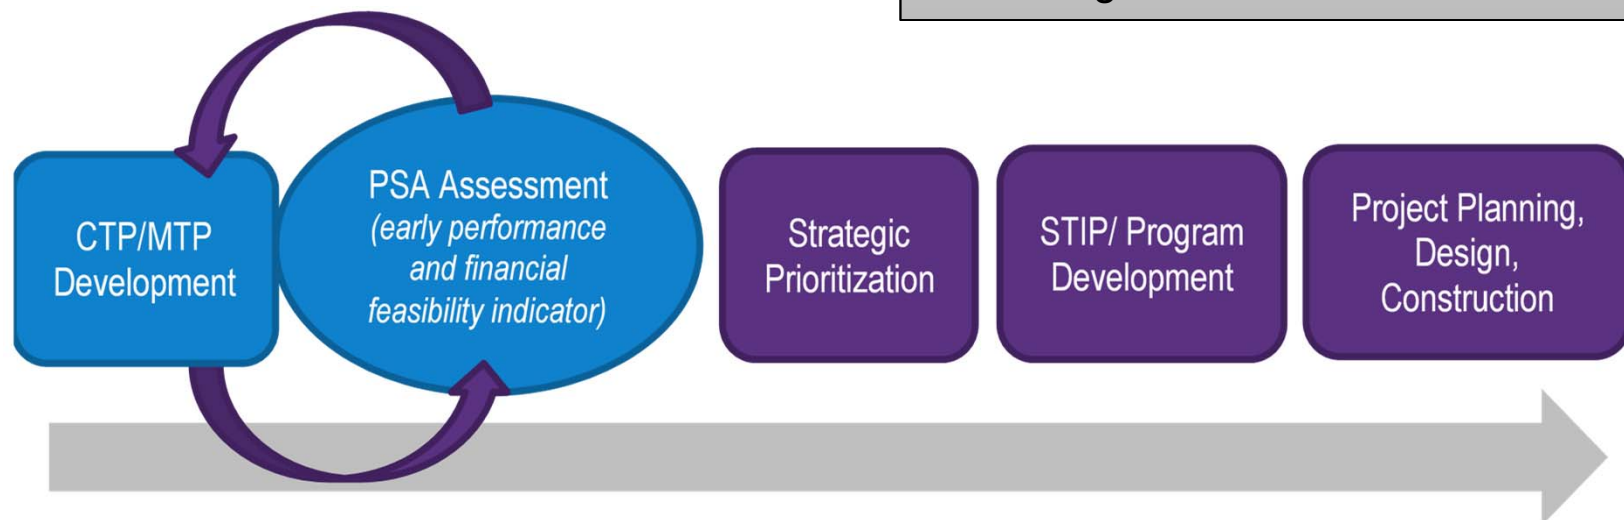 CTP/MTP
Development
PSA Assessment
(early performance
and financial
feasibility indicator)
Strategic
Prioritization
STIP/ Program
Development
Project Planning,
Design,
Construction